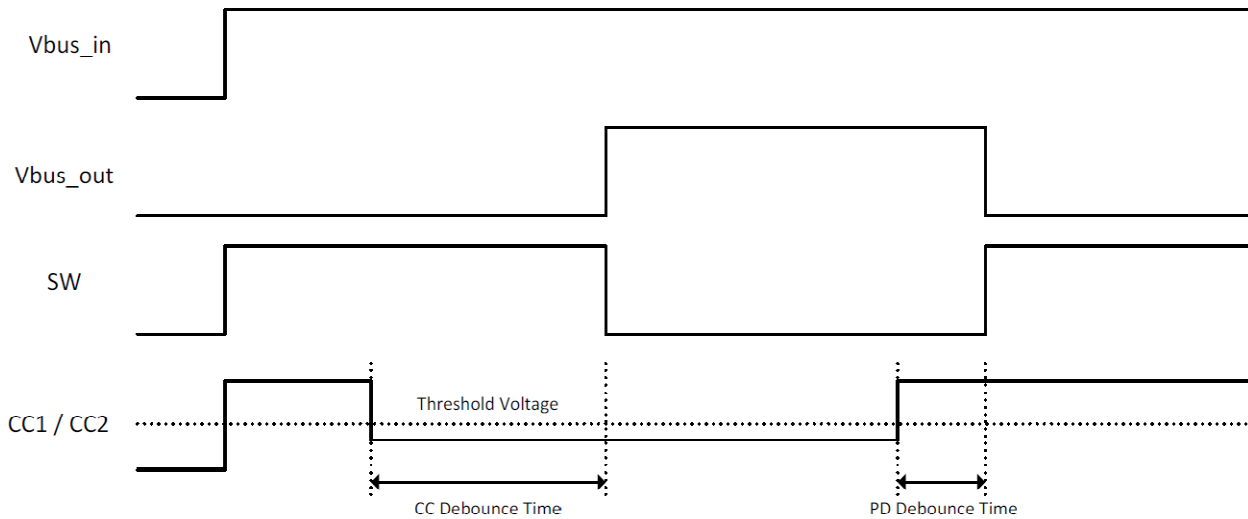 Vbus_in
Vbus_out
SW
CC1 / CC2
Threshold Voltage
CC Debounce Time
PD Debounce Time